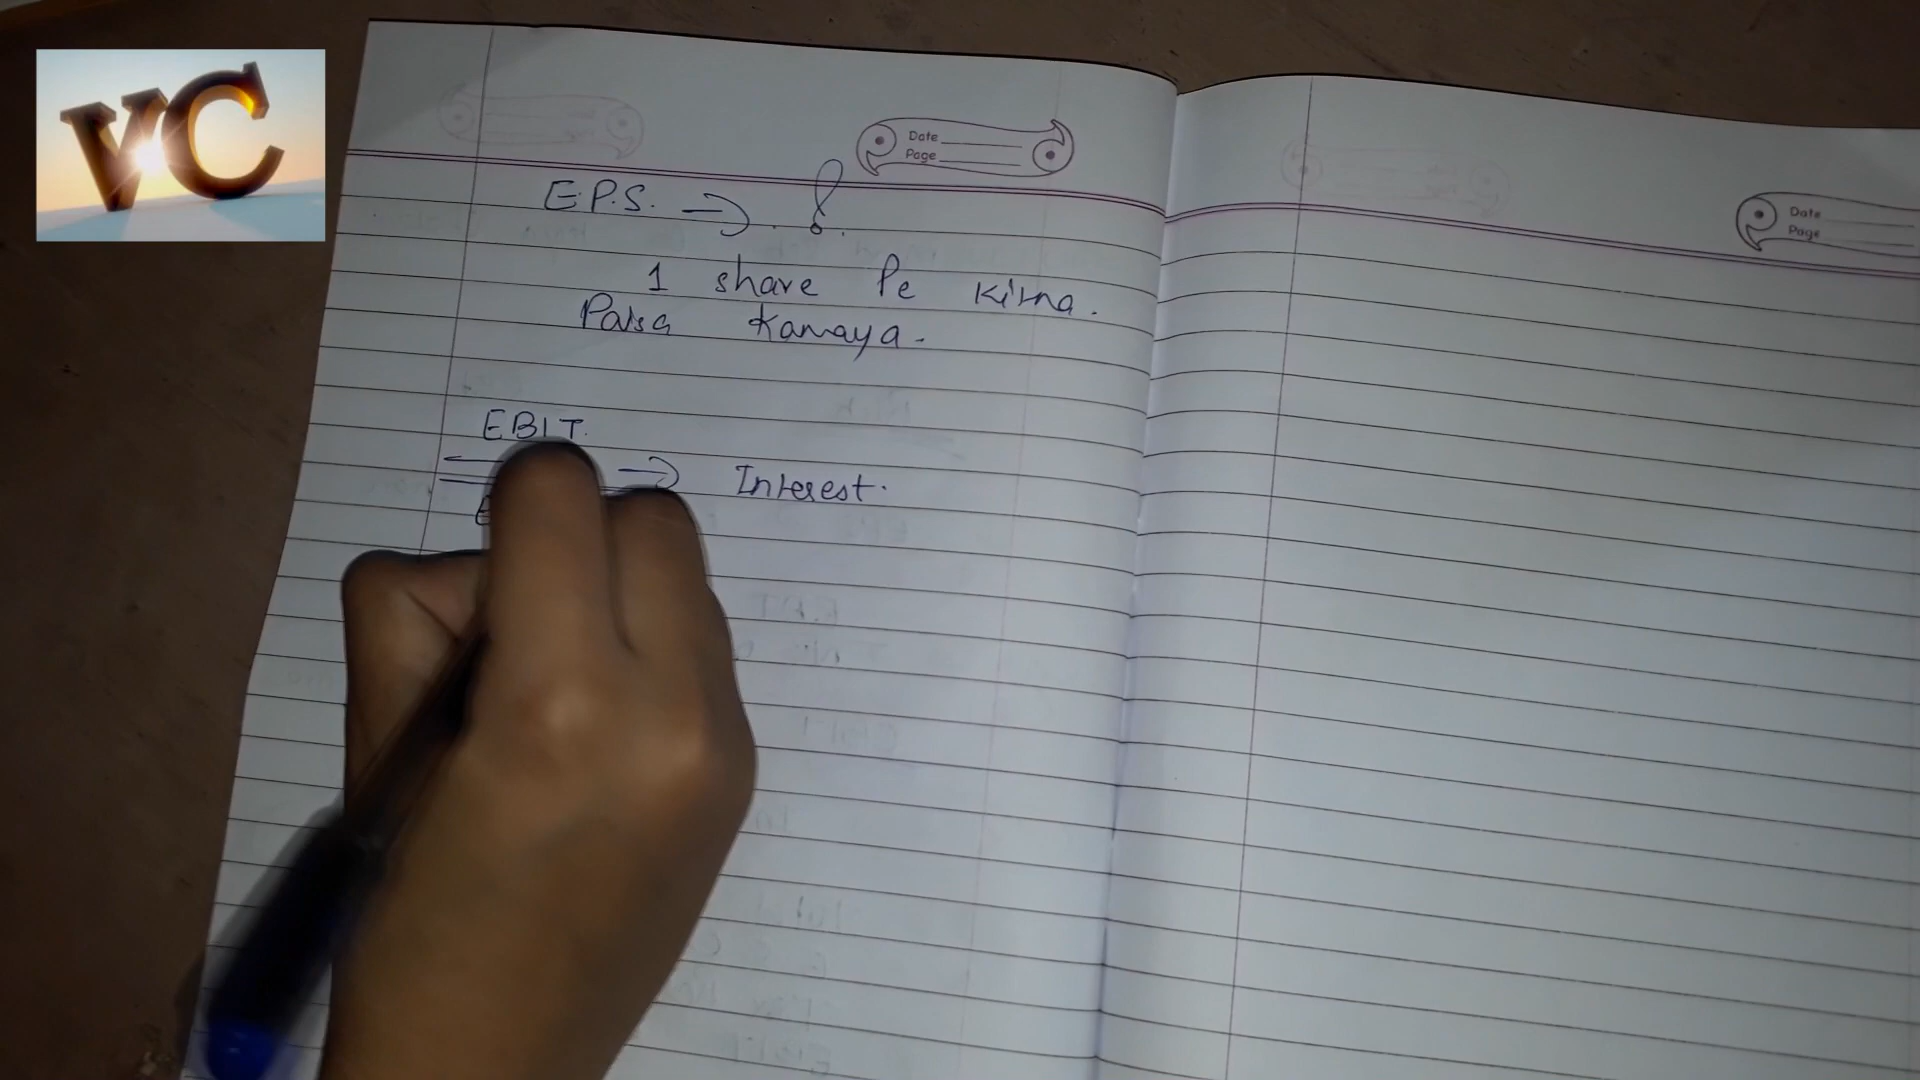 VC
Date
Page
Date
Page
E.P.S. →
1 share Pe Kitna.
Paisa Kamaya.
EBIT.
→ Interest.
E